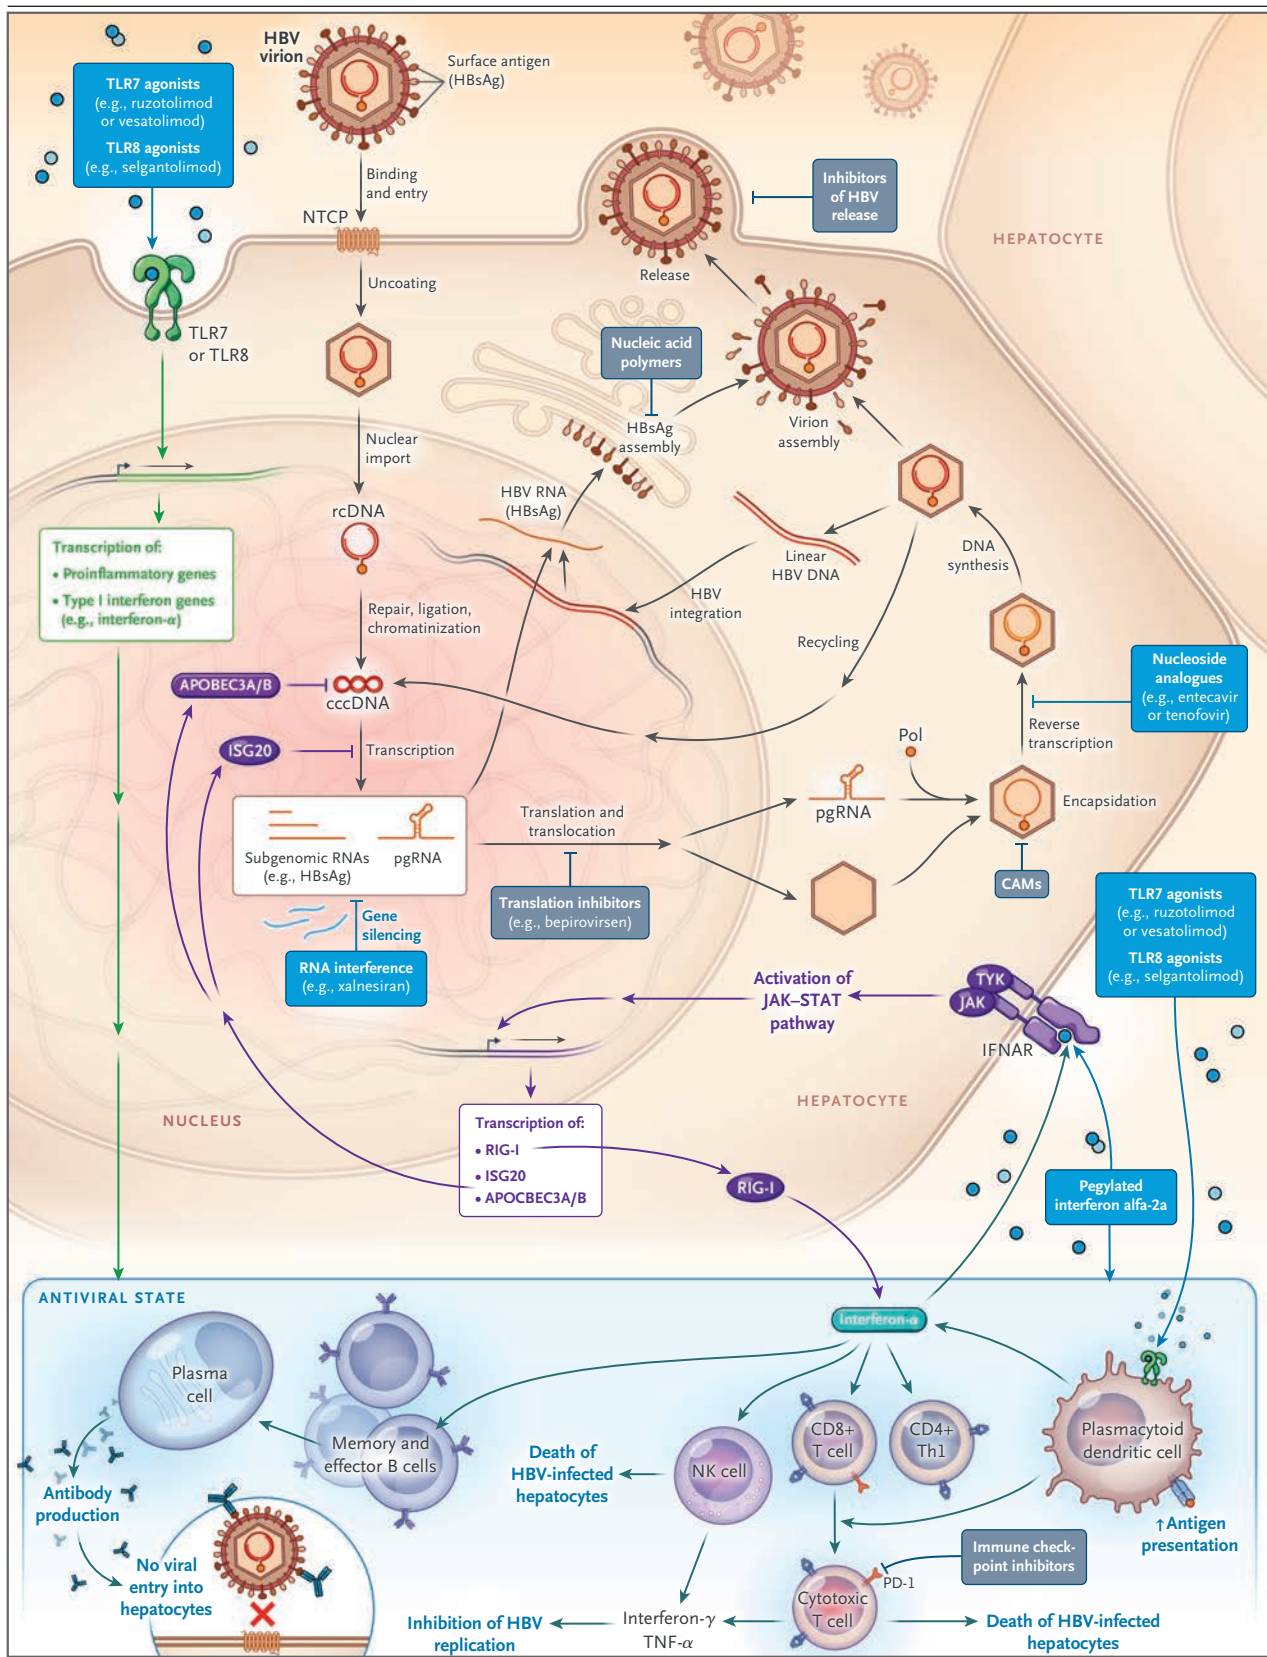 HBV
virion
Surface antigen
(HBsAg)
TLR7 agonists
(e.g., ruzotolimod
or vesatolimod)
TLR8 agonists
(e.g., selgantolimod)
Binding
and entry
NTCP
Inhibitors
of HBV
release
HEPATOCYTE
Release
Uncoating
TLR7
or TLR8
Nucleic acid
polymers
HBsAg
assembly
Virion
assembly
Nuclear
import
HBV RNA
(HBsAg)
rcDNA
Linear
HBV DNA
DNA
synthesis
Transcription of:
• Proinflammatory genes
• Type I interferon genes
(e.g., interferon-α)
HBV
integration
Repair, ligation,
chromatinization
Recycling
APOBEC3A/B
cccDNA
Nucleoside
analogues
(e.g., entecavir
or tenofovir)
ISG20
Transcription
Pol
Reverse
transcription
Translation and
translocation
pgRNA
Encapsidation
Subgenomic RNAs
(e.g., HBsAg)
pgRNA
CAMs
Translation inhibitors
(e.g., bepirovirsen)
Gene
silencing
RNA interference
(e.g., xalnesiran)
TLR7 agonists
(e.g., ruzotolimod
or vesatolimod)
TLR8 agonists
(e.g., selgantolimod)
Activation of
JAK–STAT
pathway
TYK
JAK
IFNAR
NUCLEUS
HEPATOCYTE
Transcription of:
• RIG-I
• ISG20
• APOCBEC3A/B
RIG-I
Pegylated
interferon alfa-2a
ANTIVIRAL STATE
interferon-α
Plasma
cell
Memory and
effector B cells
CD8+
T cell
CD4+
Th1
Plasmacytoid
dendritic cell
NK cell
Death of
HBV-infected
hepatocytes
Antibody
production
↑Antigen
presentation
Immune check-
point inhibitors
PD-1
No viral
entry into
hepatocytes
Cytotoxic
T cell
Inhibition of HBV
replication
Interferon-γ
TNF-α
Death of HBV-infected
hepatocytes